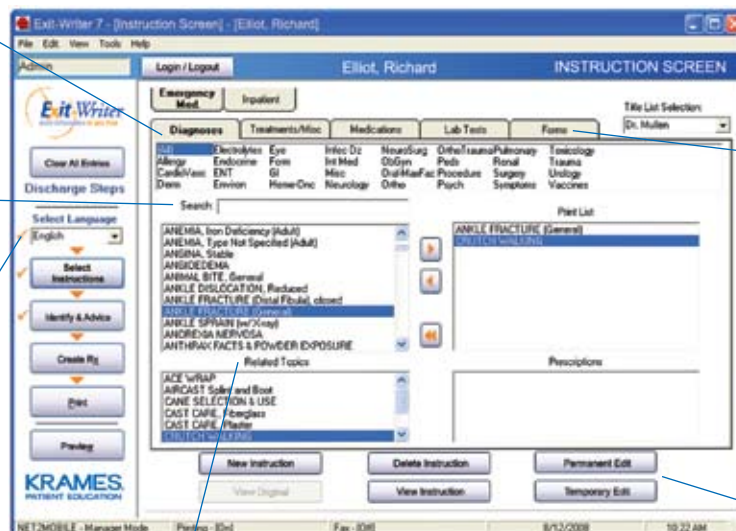 Exit-Writer 7 - [Instruction Screen] - [Elliot, Richard]
File Edit View Tools Help
Admin
Login / Logout
Elliot, Richard
INSTRUCTION SCREEN
Exit-Writer
Emergency Med.
Inpatient
Title List Selection:
Dr. Mullen
Diagnoses
Treatments/Misc
Medications
Lab Tests
Forms
Clear All Entries
Electrolytes Eye Infec Dz NeuroSurg OrthoTrauma Pulmonary Toxicology
Allergy Endocrine Form Int Med ObGyn Peds Renal Trauma
CardioVasc ENT GI Misc Oral-MaxFac Procedure Surgery Urology
Derm Environ Heme-Onc Neurology Ortho Psych Symptoms Vaccines
Discharge Steps
Search:
Print List
Select Language
English
ANEMIA, Iron Deficiency (Adult)
ANEMIA, Type Not Specified (Adult)
ANGINA, Stable
ANGIOEDEMA
ANIMAL BITE, General
ANKLE DISLOCATION, Reduced
ANKLE FRACTURE (Distal Fibula), closed
ANKLE FRACTURE (General)
ANKLE SPRAIN (w/ Xray)
ANOREXIA NERVOSA
ANTHRAX FACTS & POWDER EXPOSURE
ANKLE FRACTURE (General)
CRUTCH WALKING
Select Instructions
Identify & Advice
Create Rx
Print
Preview
Related Topics
Prescriptions
ACE WRAP
AIRCAST Splint and Boot
CANE SELECTION & USE
CAST CARE, Fiberglass
CAST CARE, Plaster
CRUTCH WALKING
New Instruction
Delete Instruction
Permanent Edit
View Original
View Instruction
Temporary Edit
KRAMES
PATIENT EDUCATION
NET2MOBILE - Manager Mode
Printing - [On]
Fax - [Off]
8/12/2008
10:22 AM